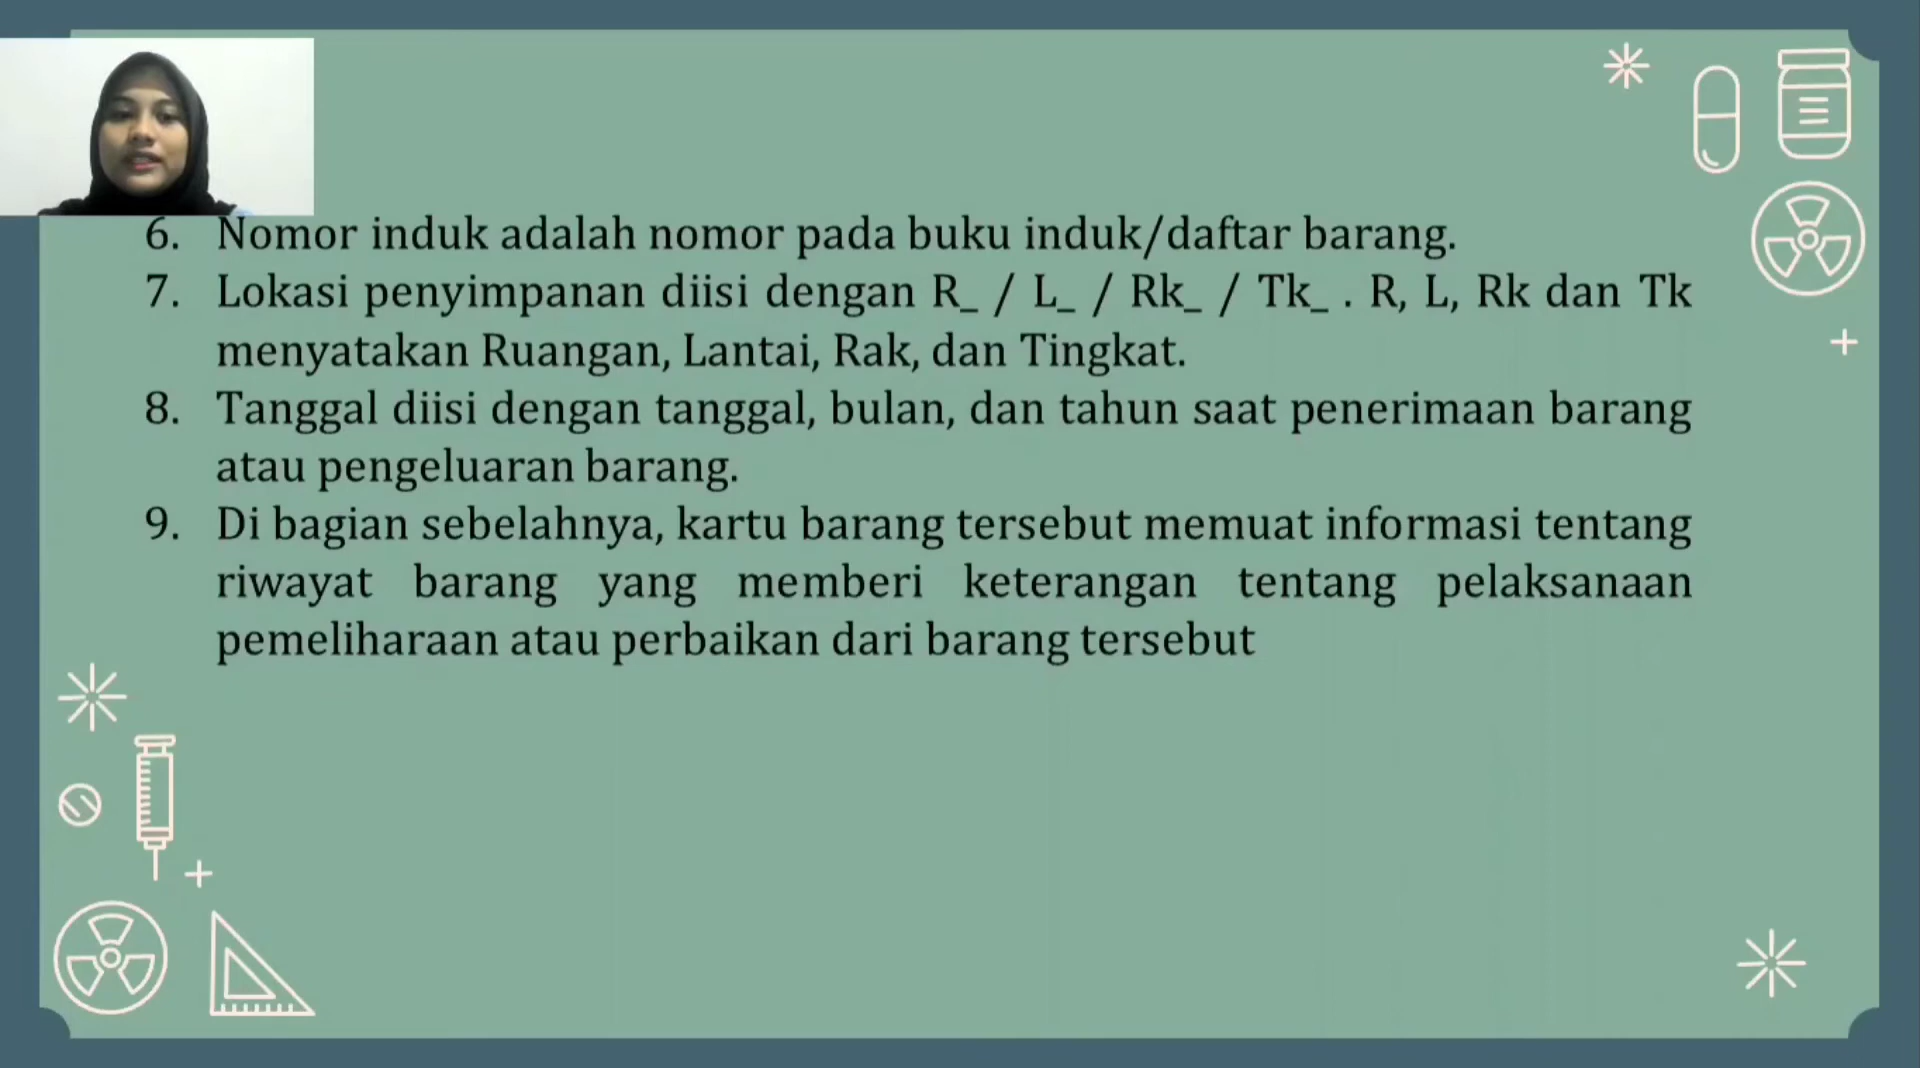 6. Nomor induk adalah nomor pada buku induk/daftar barang.
7. Lokasi penyimpanan diisi dengan R_ / L_ / Rk_ / Tk_ . R, L, Rk dan Tk
menyatakan Ruangan, Lantai, Rak, dan Tingkat.
8. Tanggal diisi dengan tanggal, bulan, dan tahun saat penerimaan barang
atau pengeluaran barang.
9. Di bagian sebelahnya, kartu barang tersebut memuat informasi tentang
riwayat barang yang memberi keterangan tentang pelaksanaan
pemeliharaan atau perbaikan dari barang tersebut